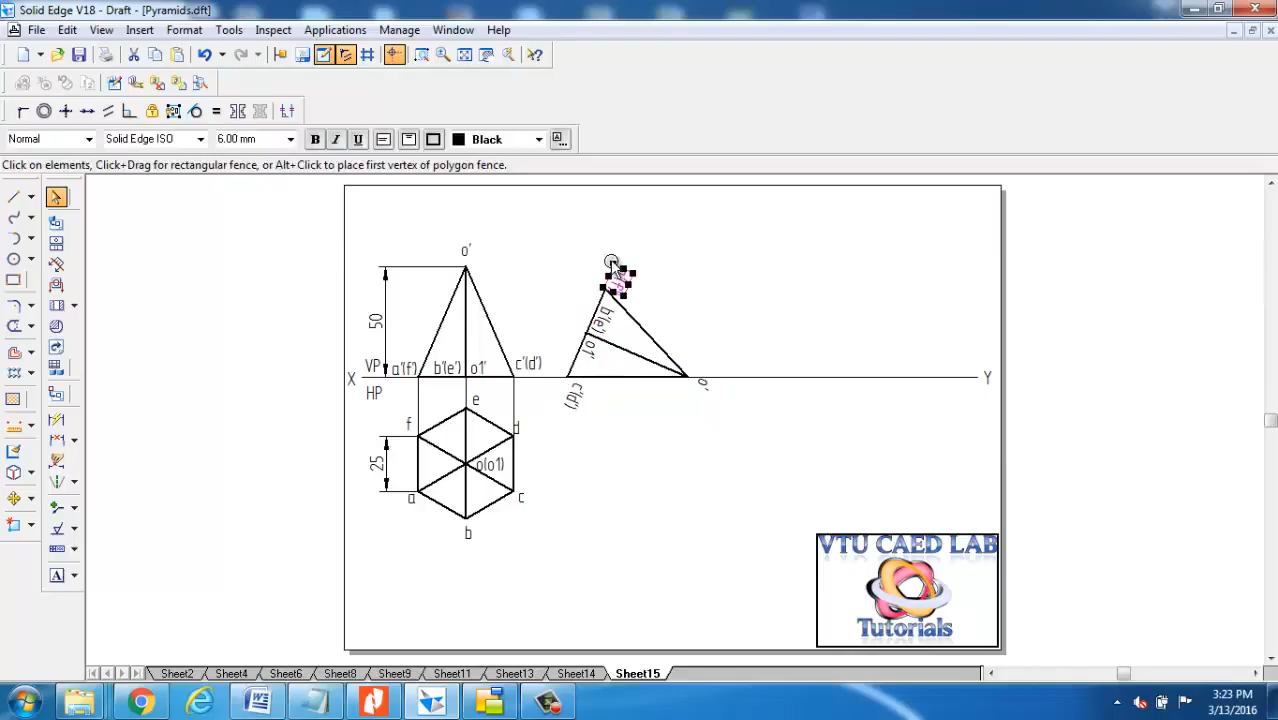 Solid Edge V18 - Draft - [Pyramids.dft]
File Edit View Insert Format Tools Inspect Applications Manage Window Help
Normal Solid Edge ISO 6.00 mm B I U Black A
Click on elements, Click+Drag for rectangular fence, or Alt+Click to place first vertex of polygon fence.
o'
50
b'(e')
o1'
VP a'(f') b'(e') o1' c'(d')
X Y
HP c'(d') o'
e
f d
25 o(o1)
a c
b
A
VTU CAED LAB
Tutorials
Sheet2 Sheet4 Sheet6 Sheet8 Sheet9 Sheet11 Sheet13 Sheet14 Sheet15
3:23 PM
3/13/2016